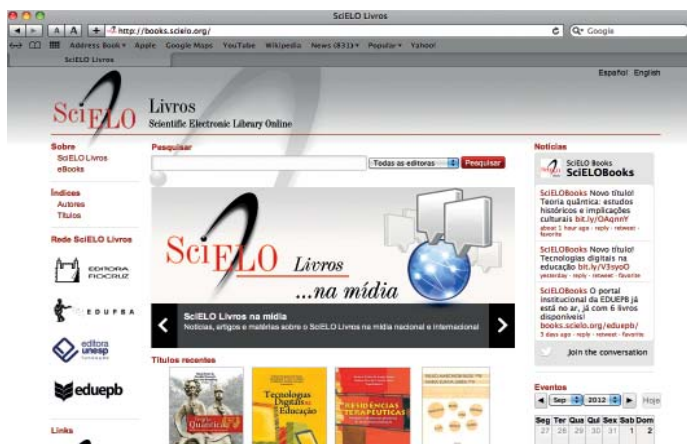 SciELO Livros
A A + http://books.scielo.org/ C Google
Address Book Apple Google Maps YouTube Wikipedia News (831) Popular Yahoo!
SciELO Livros
Español English
SciELO Livros
Scientific Electronic Library Online
Sobre
SciELO Livros
eBooks
Índices
Autores
Títulos
Rede SciELO Livros
EDITORA
FIOCRUZ
EDUFBA
editora
unesp
eduepb
Links
Pesquisar
Todas as editoras Pesquisar
SciELO Livros
...na mídia
SciELO Livros na mídia
Notícias, artigos e matérias sobre o SciELO Livros na mídia nacional e internacional
Títulos recentes
Quântica
Tecnologias
Digitais na
Educação
RESIDÊNCIAS
TERAPÊUTICAS
Notícias
SciELO Books
SciELOBooks
SciELOBooks Novo título!
Teoria quântica: estudos
históricos e implicações
culturais bit.ly/OAqnnY
about 1 hour ago · reply · retweet ·
favorite
SciELOBooks Novo título!
Tecnologias digitais na
educação bit.ly/V3syoO
yesterday · reply · retweet · favorite
SciELOBooks O portal
institucional da EDUEPB já
está no ar, já com 6 livros
disponíveis!
books.scielo.org/eduepb/
3 days ago · reply · retweet · favorite
Join the conversation
Eventos
Sep 2012 Hoje
Seg Ter Qua Qui Sex Sab Dom
27 28 29 30 31 1 2